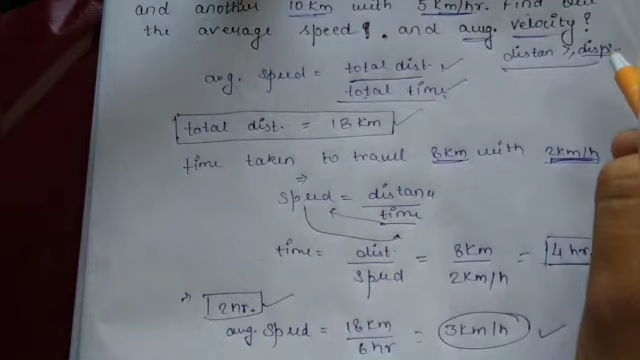 and another 10 Km with 5 Km/hr. Find out
the average speed?. and avg. velocity?
distan >, disp..
avg. speed = total dist.
total time
total dist. = 18 Km
time taken to travel 8 Km with 2 Km/h
⇒
speed = distan
time
time = dist. = 8 Km = 4 hr.
speed 2 Km/h
⇒ 2 hr.
avg. speed = 18 Km = 3 Km/h
6 hr